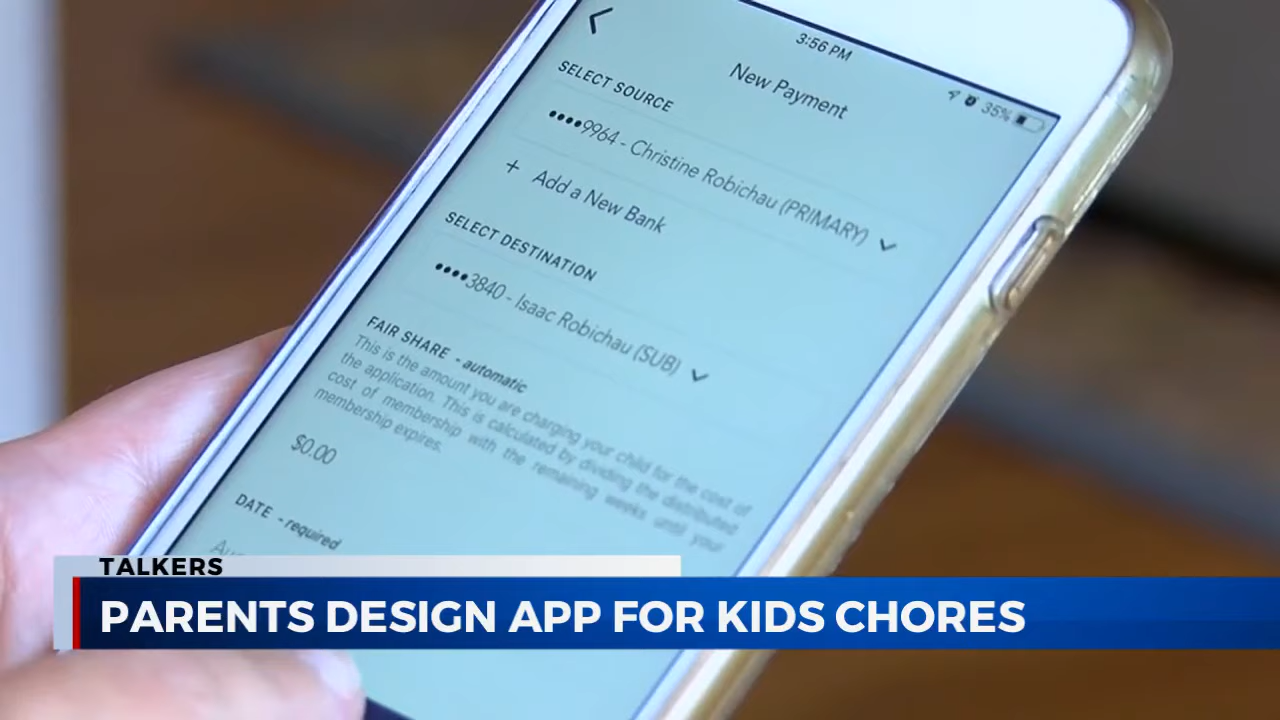 3:56 PM
35%
New Payment
SELECT SOURCE
••••9964 - Christine Robichau (PRIMARY)
+ Add a New Bank
SELECT DESTINATION
••••3840 - Isaac Robichau (SUB)
FAIR SHARE - automatic
This is the amount you are charging your child for the cost of
the application. This is calculated by dividing the distributed
cost of membership with the remaining weeks until your
membership expires.
$0.00
DATE - required
TALKERS
PARENTS DESIGN APP FOR KIDS CHORES